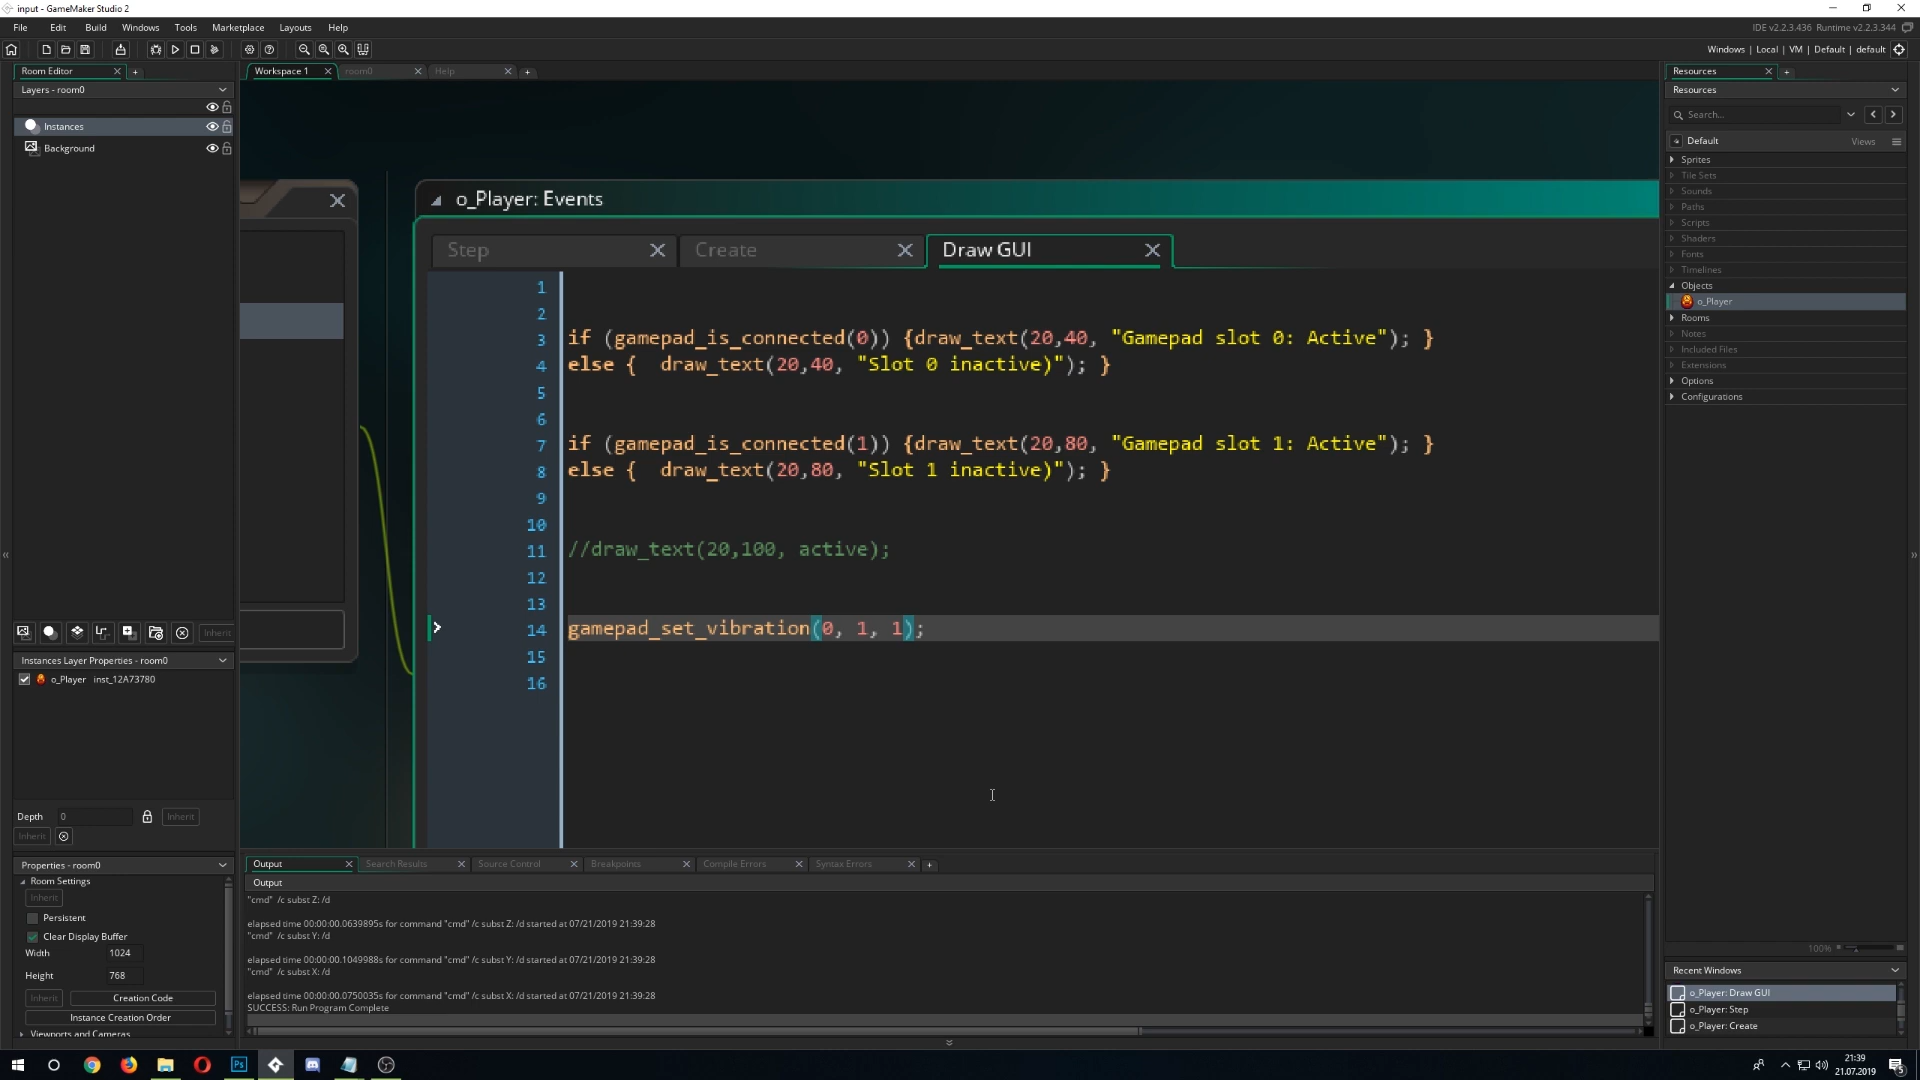 input - GameMaker Studio 2
File Edit Build Windows Tools Marketplace Layouts Help
IDE v2.2.3.436 Runtime v2.2.3.344
Windows | Local | VM | Default | default
Room Editor
Layers - room0
Instances
Background
Inherit
Instances Layer Properties - room0
o_Player inst_12A73780
Depth 0 Inherit
Inherit
Properties - room0
Room Settings
Inherit
Persistent
Clear Display Buffer
Width 1024
Height 768
Inherit Creation Code
Instance Creation Order
Viewports and Cameras
Workspace 1 room0 Help
o_Player: Events
Step Create Draw GUI
1
2
3 if (gamepad_is_connected(0)) {draw_text(20,40, "Gamepad slot 0: Active"); }
4 else {  draw_text(20,40, "Slot 0 inactive)"); }
5
6
7 if (gamepad_is_connected(1)) {draw_text(20,80, "Gamepad slot 1: Active"); }
8 else {  draw_text(20,80, "Slot 1 inactive)"); }
9
10
11 //draw_text(20,100, active);
12
13
14 gamepad_set_vibration(0, 1, 1);
15
16
Output Search Results Source Control Breakpoints Compile Errors Syntax Errors
Output
"cmd" /c subst Z: /d
elapsed time 00:00:00.0639895s for command "cmd" /c subst Z: /d started at 07/21/2019 21:39:28
"cmd" /c subst Y: /d
elapsed time 00:00:00.1049988s for command "cmd" /c subst Y: /d started at 07/21/2019 21:39:28
"cmd" /c subst X: /d
elapsed time 00:00:00.0750035s for command "cmd" /c subst X: /d started at 07/21/2019 21:39:28
SUCCESS: Run Program Complete
Resources
Resources
Search...
Default Views
Sprites
Tile Sets
Sounds
Paths
Scripts
Shaders
Fonts
Timelines
Objects
o_Player
Rooms
Notes
Included Files
Extensions
Options
Configurations
100%
Recent Windows
o_Player: Draw GUI
o_Player: Step
o_Player: Create
Ps
21:39
21.07.2019
5